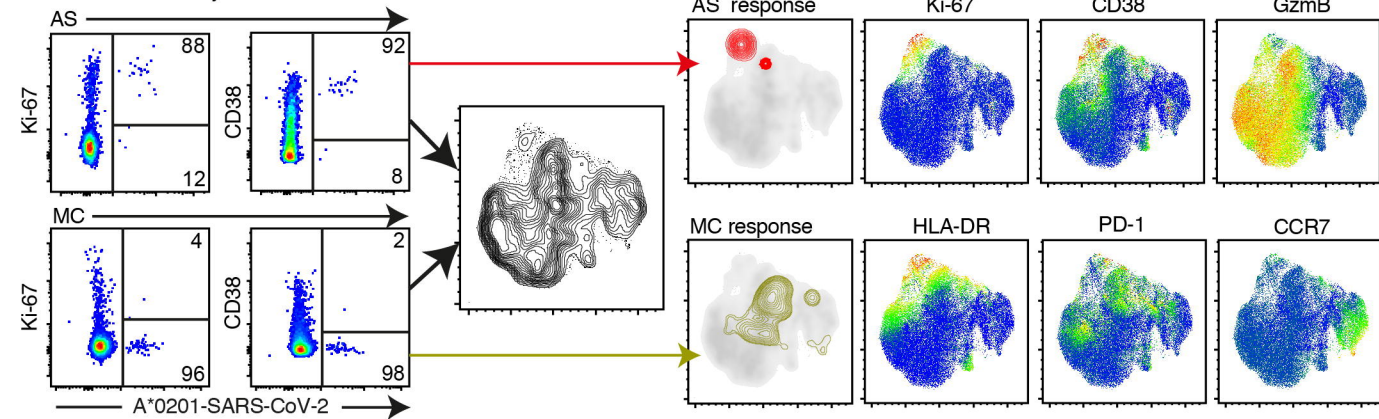 AS
Ki-67
88
12
CD38
92
8
MC
Ki-67
4
96
CD38
2
98
A*0201-SARS-CoV-2
AS response
Ki-67
CD38
GzmB
MC response
HLA-DR
PD-1
CCR7